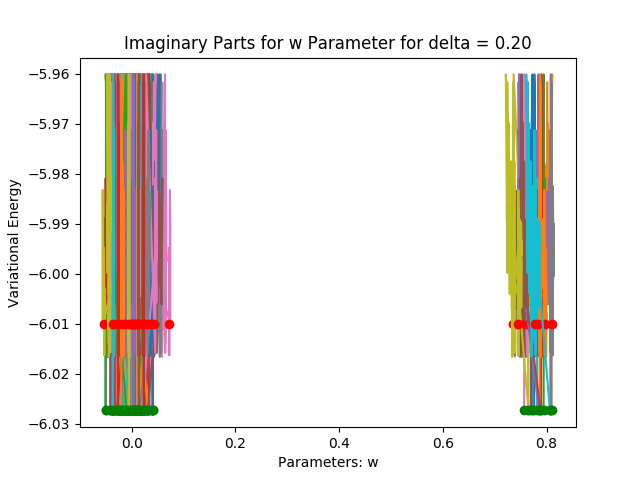 Imaginary Parts for w Parameter for delta = 0.20
Variational Energy
−5.96
−5.97
−5.98
−5.99
−6.00
−6.01
−6.02
−6.03
0.0 0.2 0.4 0.6 0.8
Parameters: w